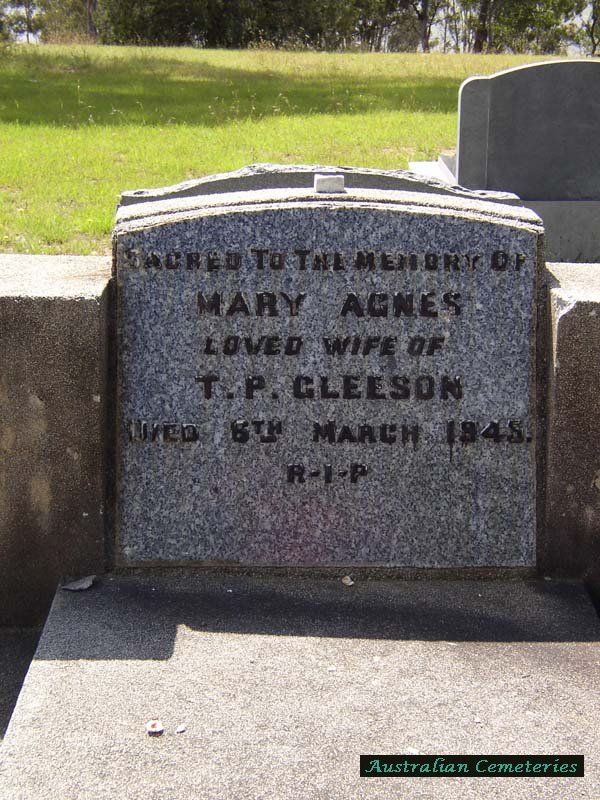 SACRED TO THE MEMORY OF
MARY AGNES
LOVED WIFE OF
T. P. GLEESON
DIED 6TH MARCH 1945.
R-I-P
Australian Cemeteries